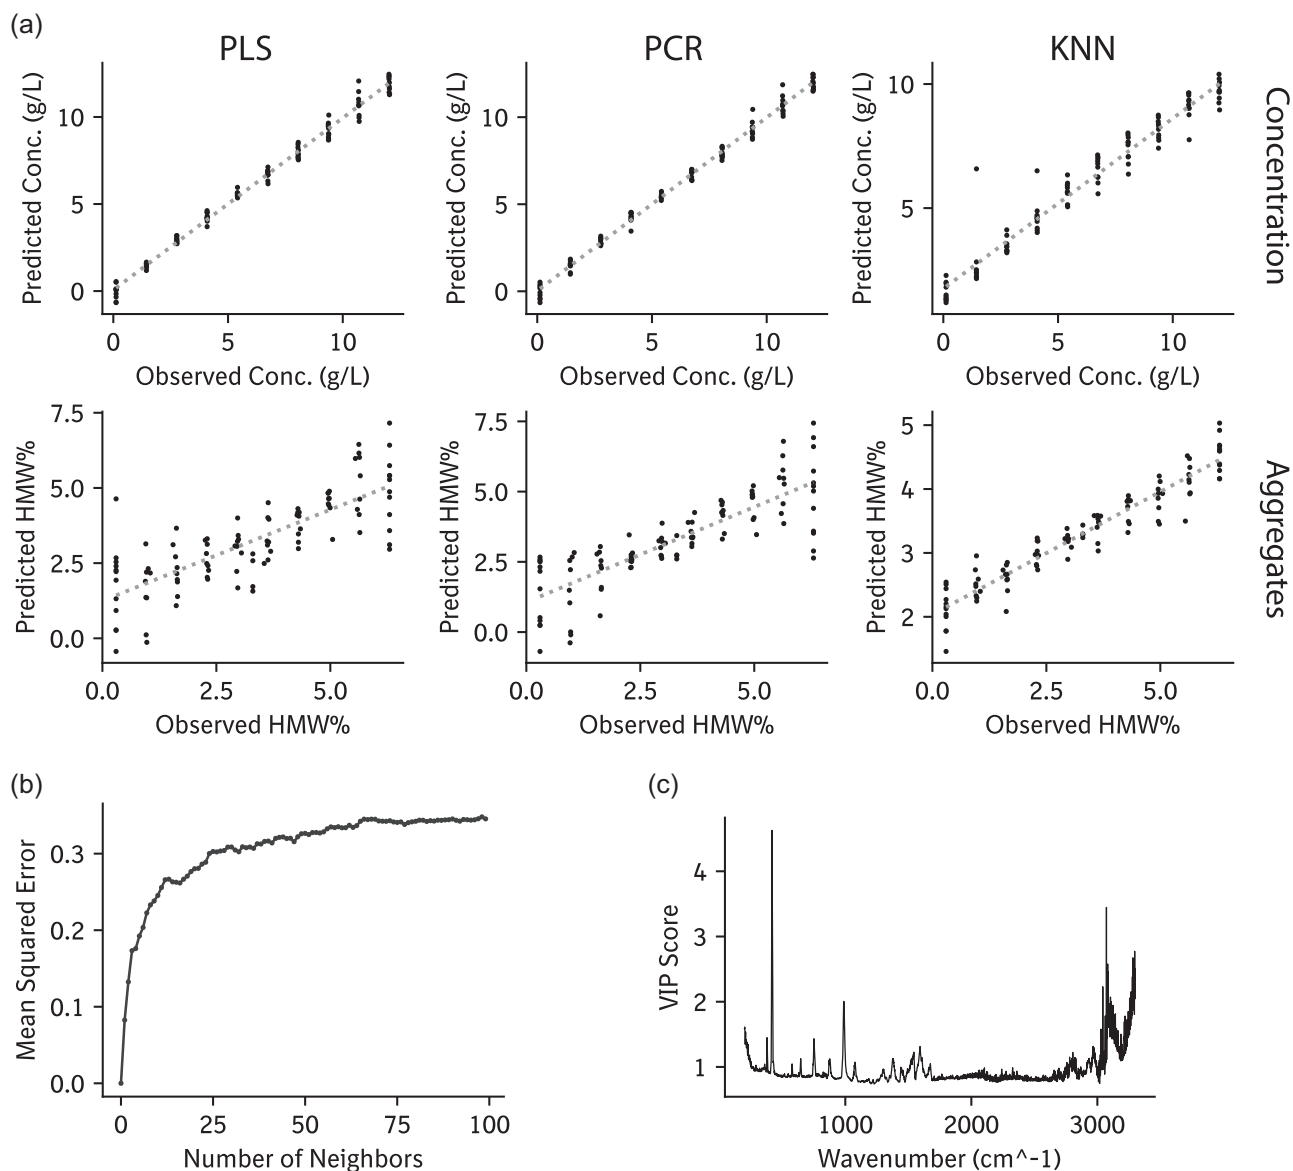 (a)
PLS PCR KNN
Predicted Conc. (g/L)
10
5
0
0 5 10
Observed Conc. (g/L)
Predicted Conc. (g/L)
10
5
0
0 5 10
Observed Conc. (g/L)
Predicted Conc. (g/L)
10
5
0 5 10
Observed Conc. (g/L)
Concentration
Predicted HMW%
7.5
5.0
2.5
0.0
0.0 2.5 5.0
Observed HMW%
Predicted HMW%
7.5
5.0
2.5
0.0
0.0 2.5 5.0
Observed HMW%
Predicted HMW%
5
4
3
2
0.0 2.5 5.0
Observed HMW%
Aggregates
(b)
Mean Squared Error
0.3
0.2
0.1
0.0
0 25 50 75 100
Number of Neighbors
(c)
VIP Score
4
3
2
1
1000 2000 3000
Wavenumber (cm^-1)